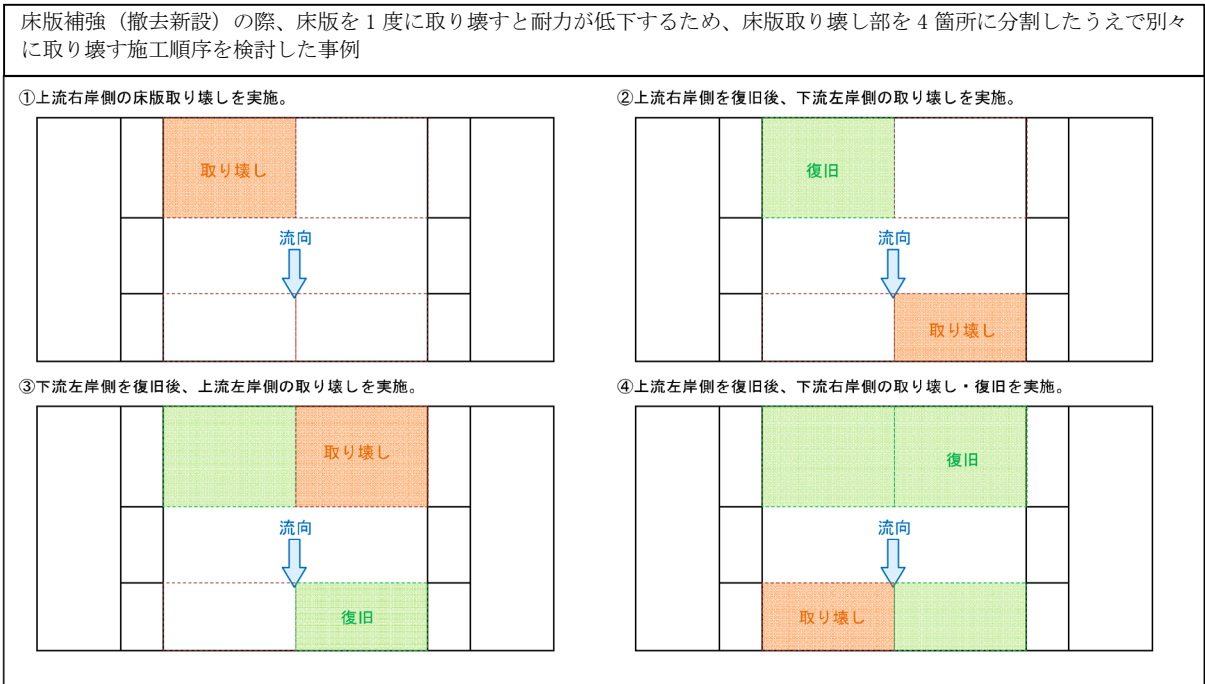 床版補強（撤去新設）の際、床版を１度に取り壊すと耐力が低下するため、床版取り壊し部を４箇所に分割したうえで別々
に取り壊す施工順序を検討した事例
①上流右岸側の床版取り壊しを実施。
取り壊し
流向
②上流右岸側を復旧後、下流左岸側の取り壊しを実施。
復旧
流向
取り壊し
③下流左岸側を復旧後、上流左岸側の取り壊しを実施。
取り壊し
流向
復旧
④上流左岸側を復旧後、下流右岸側の取り壊し・復旧を実施。
復旧
流向
取り壊し